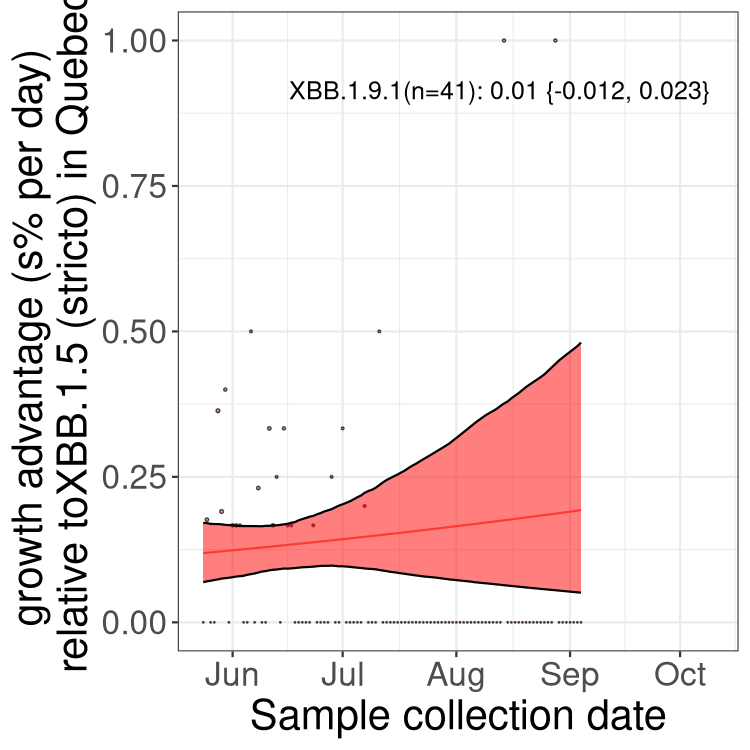 growth advantage (s% per day)
relative toXBB.1.5 (stricto) in Quebec
1.00
XBB.1.9.1(n=41): 0.01 {-0.012, 0.023}
0.75
0.50
0.25
0.00
Jun Jul Aug Sep Oct
Sample collection date